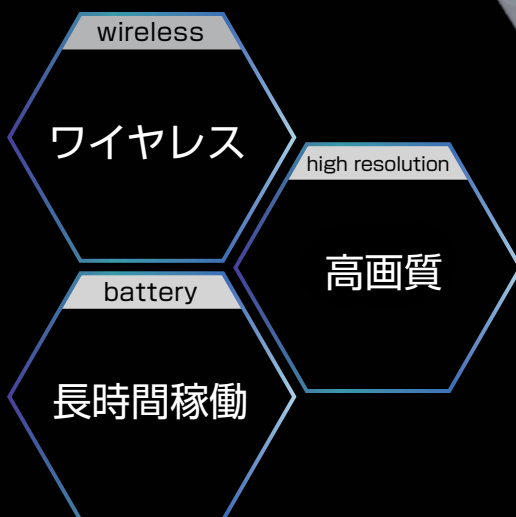 wireless
ワイヤレス
high resolution
高画質
battery
長時間稼働